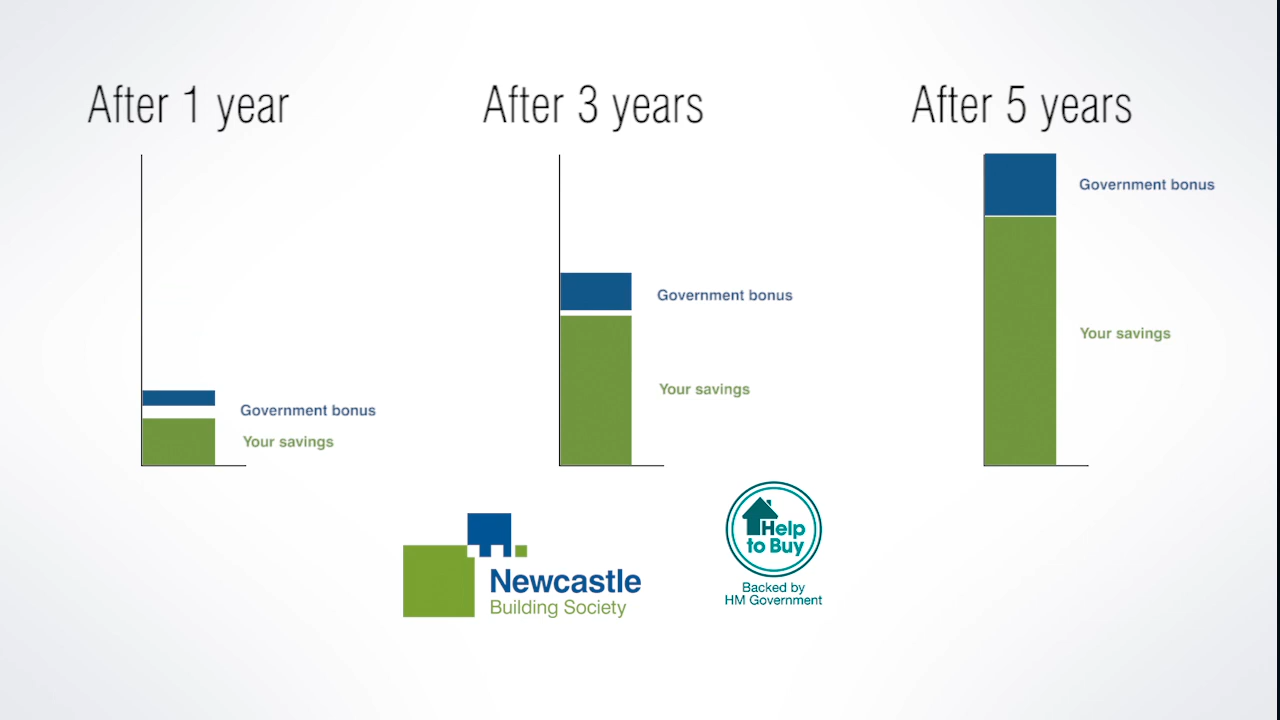 After 1 year
After 3 years
After 5 years
Government bonus
Your savings
Government bonus
Your savings
Government bonus
Your savings
Newcastle
Building Society
Help
to Buy
Backed by
HM Government